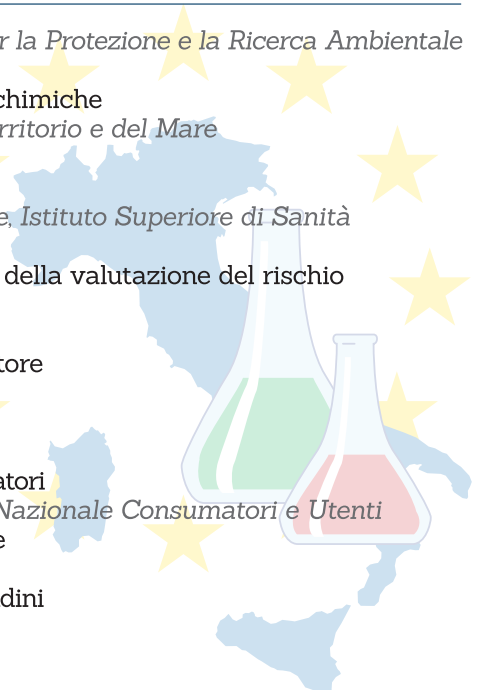 r la Protezione e la Ricerca Ambientale
chimiche
rritorio e del Mare
e, Istituto Superiore di Sanità
della valutazione del rischio
tore
atori
Nazionale Consumatori e Utenti
e
dini